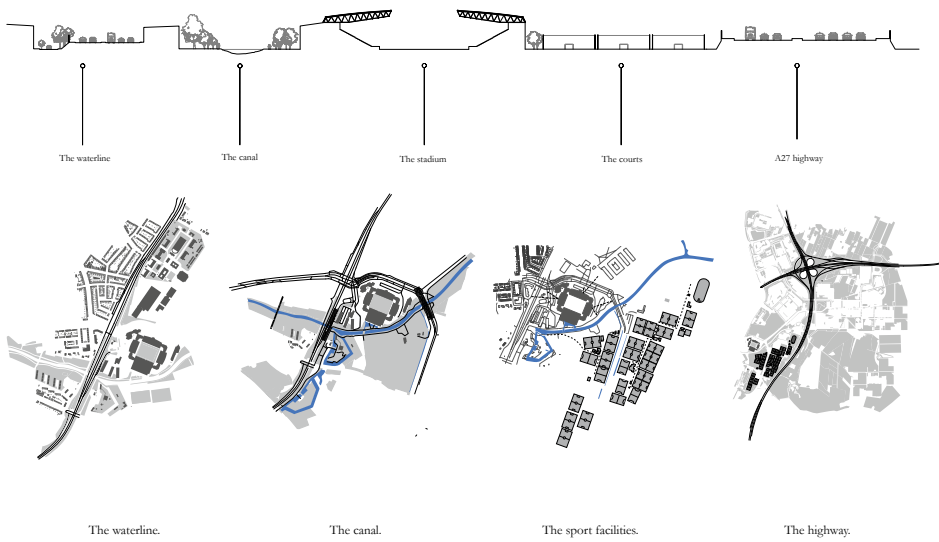 The waterline
The canal
The stadium
The courts
A27 highway
The waterline.
The canal.
The sport facilities.
The highway.